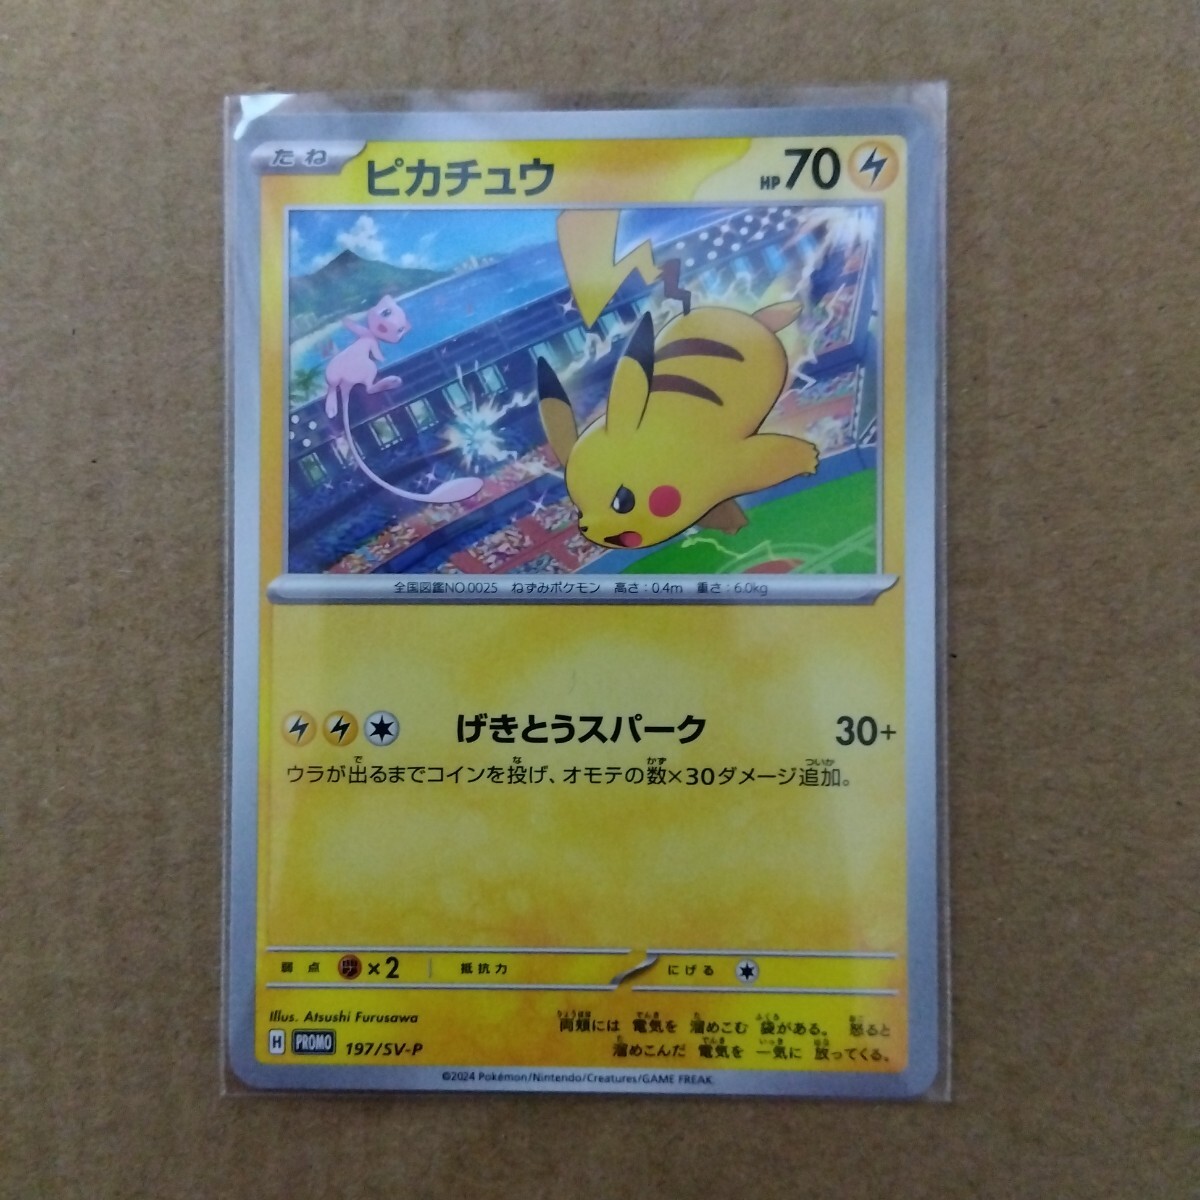 たね ピカチュウ HP70
全国図鑑NO.0025 ねずみポケモン 高さ:0.4m 重さ:6.0kg
げきとうスパーク 30+
ウラが出るまでコインを投げ、オモテの数×30ダメージ追加。
弱点 ×2 抵抗力 にげる
Illus. Atsushi Furusawa
両頬には 電気を 溜めこむ 袋がある。 怒ると
溜めこんだ 電気を 一気に 放ってくる。
H PROMO 197/SV-P
©2024 Pokémon/Nintendo/Creatures/GAME FREAK.